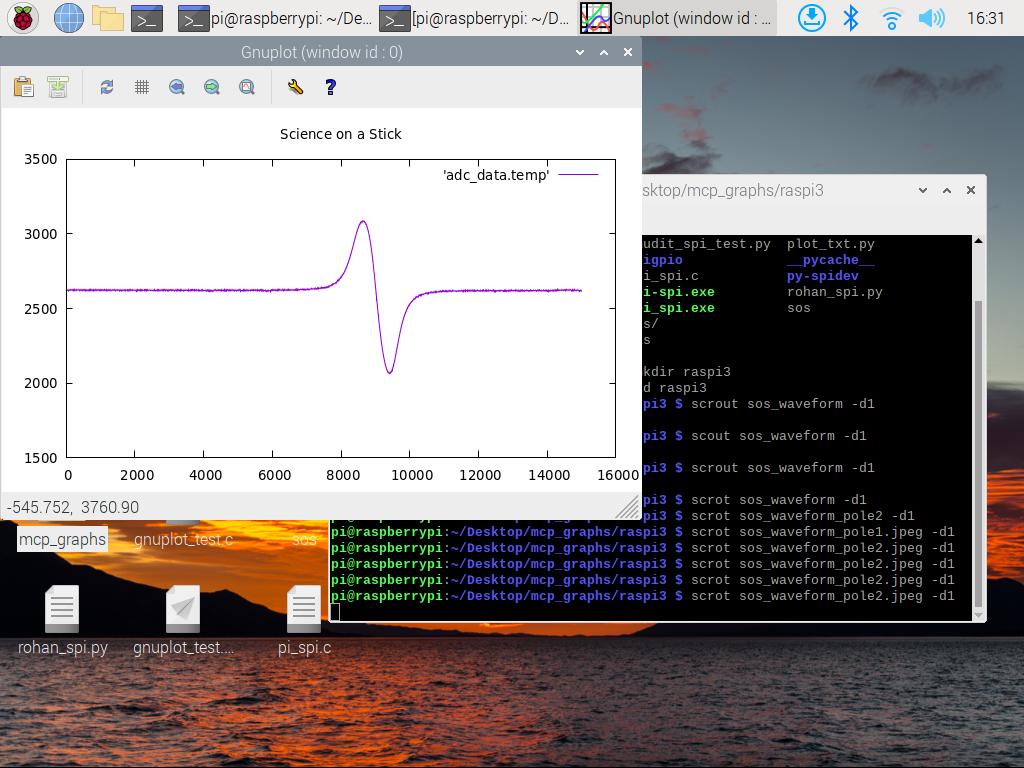 pi@raspberrypi: ~/De...
[pi@raspberrypi: ~/D...
Gnuplot (window id : ...
16:31
Gnuplot (window id : 0)
Science on a Stick
'adc_data.temp'
3500
3000
2500
2000
1500
0 2000 4000 6000 8000 10000 12000 14000 16000
-545.752, 3760.90
sktop/mcp_graphs/raspi3
udit_spi_test.py plot_txt.py
igpio __pycache__
i_spi.c py-spidev
i-spi.exe rohan_spi.py
i_spi.exe sos
s/
s
kdir raspi3
d raspi3
pi3 $ scrout sos_waveform -d1
pi3 $ scout sos_waveform -d1
pi3 $ scrout sos_waveform -d1
pi3 $ scrot sos_waveform -d1
pi3 $ scrot sos_waveform_pole2 -d1
pi@raspberrypi:~/Desktop/mcp_graphs/raspi3 $ scrot sos_waveform_pole1.jpeg -d1
pi@raspberrypi:~/Desktop/mcp_graphs/raspi3 $ scrot sos_waveform_pole2.jpeg -d1
pi@raspberrypi:~/Desktop/mcp_graphs/raspi3 $ scrot sos_waveform_pole2.jpeg -d1
pi@raspberrypi:~/Desktop/mcp_graphs/raspi3 $ scrot sos_waveform_pole2.jpeg -d1
pi@raspberrypi:~/Desktop/mcp_graphs/raspi3 $ scrot sos_waveform_pole2.jpeg -d1
mcp_graphs
gnuplot_test.c
sos
rohan_spi.py
gnuplot_test....
pi_spi.c